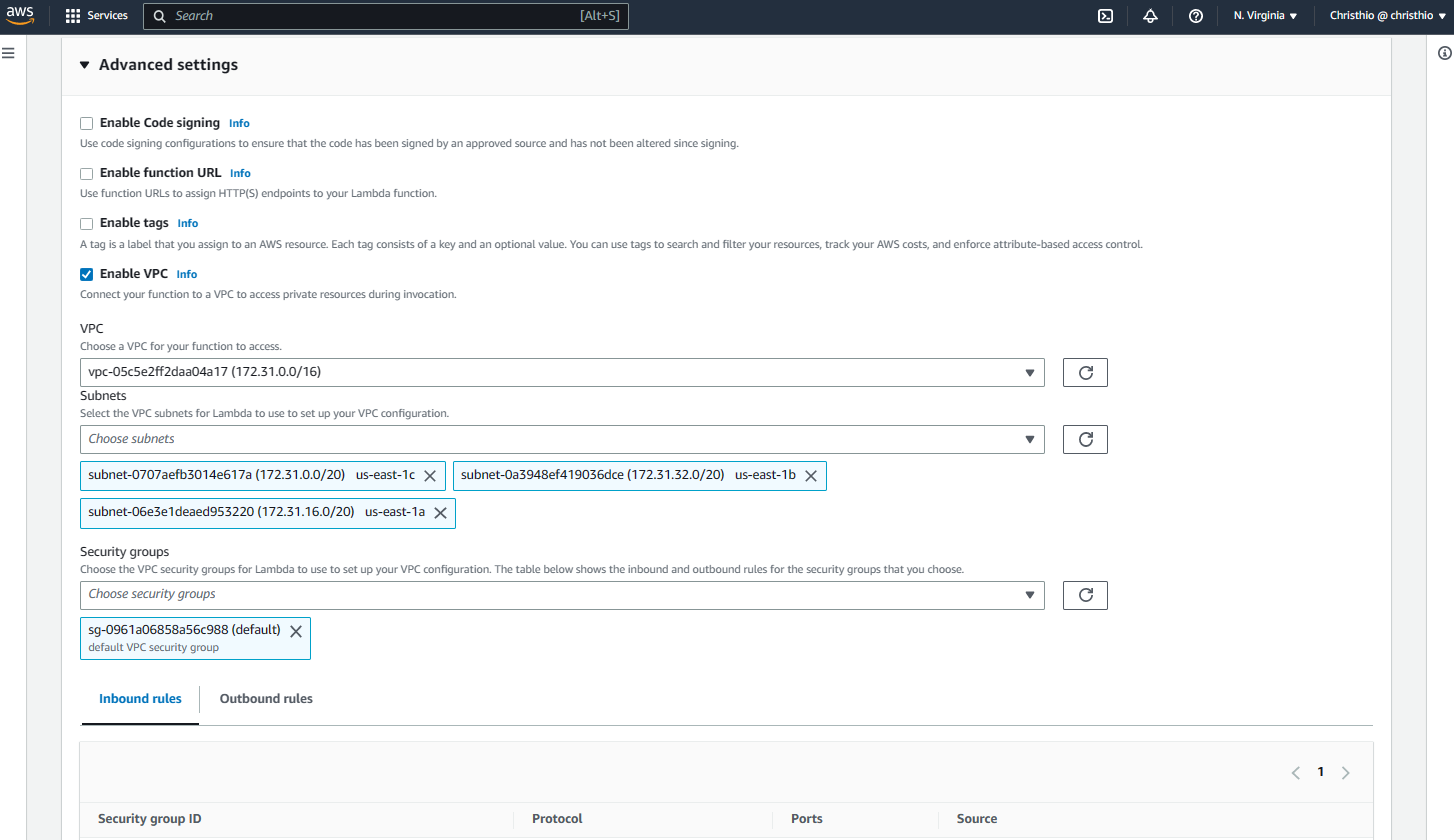 aws Services Search [Alt+S] N. Virginia Christhio @ christhio
Advanced settings
Enable Code signing Info
Use code signing configurations to ensure that the code has been signed by an approved source and has not been altered since signing.
Enable function URL Info
Use function URLs to assign HTTP(S) endpoints to your Lambda function.
Enable tags Info
A tag is a label that you assign to an AWS resource. Each tag consists of a key and an optional value. You can use tags to search and filter your resources, track your AWS costs, and enforce attribute-based access control.
Enable VPC Info
Connect your function to a VPC to access private resources during invocation.
VPC
Choose a VPC for your function to access.
vpc-05c5e2ff2daa04a17 (172.31.0.0/16)
Subnets
Select the VPC subnets for Lambda to use to set up your VPC configuration.
Choose subnets
subnet-0707aefb3014e617a (172.31.0.0/20) us-east-1c subnet-0a3948ef419036dce (172.31.32.0/20) us-east-1b
subnet-06e3e1deaed953220 (172.31.16.0/20) us-east-1a
Security groups
Choose the VPC security groups for Lambda to use to set up your VPC configuration. The table below shows the inbound and outbound rules for the security groups that you choose.
Choose security groups
sg-0961a06858a56c988 (default)
default VPC security group
Inbound rules Outbound rules
1
Security group ID Protocol Ports Source